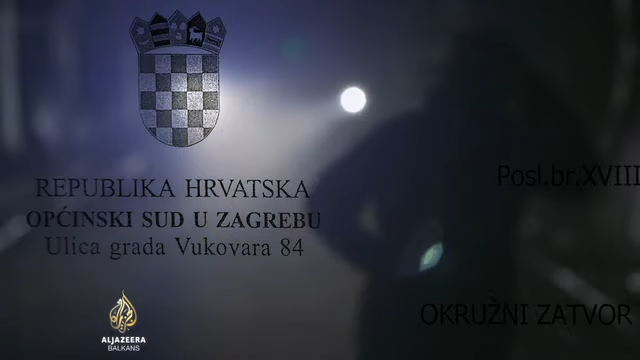 REPUBLIKA HRVATSKA
OPĆINSKI SUD U ZAGREBU
Ulica grada Vukovara 84
Posl.br.XVIII
OKRUŽNI ZATVOR
ALJAZEERA
BALKANS